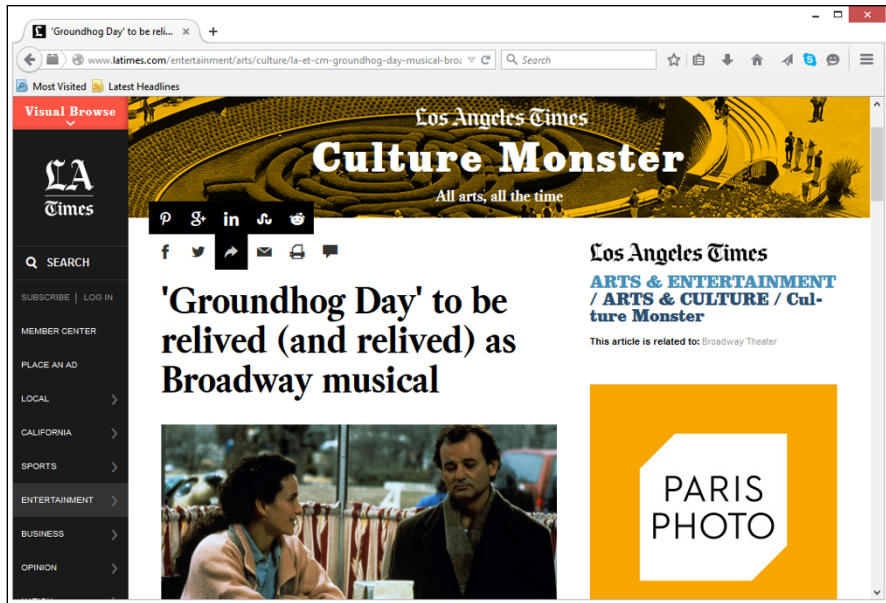 'Groundhog Day' to be reli...
www.latimes.com/entertainment/arts/culture/la-et-cm-groundhog-day-musical-broa
Search
Most Visited
Latest Headlines
Visual Browse
Los Angeles Times
Culture Monster
All arts, all the time
LA
Times
SEARCH
SUBSCRIBE | LOG IN
MEMBER CENTER
PLACE AN AD
LOCAL
CALIFORNIA
SPORTS
ENTERTAINMENT
BUSINESS
OPINION
'Groundhog Day' to be
relived (and relived) as
Broadway musical
Los Angeles Times
ARTS & ENTERTAINMENT
/ ARTS & CULTURE / Cul-
ture Monster
This article is related to: Broadway Theater
PARIS
PHOTO